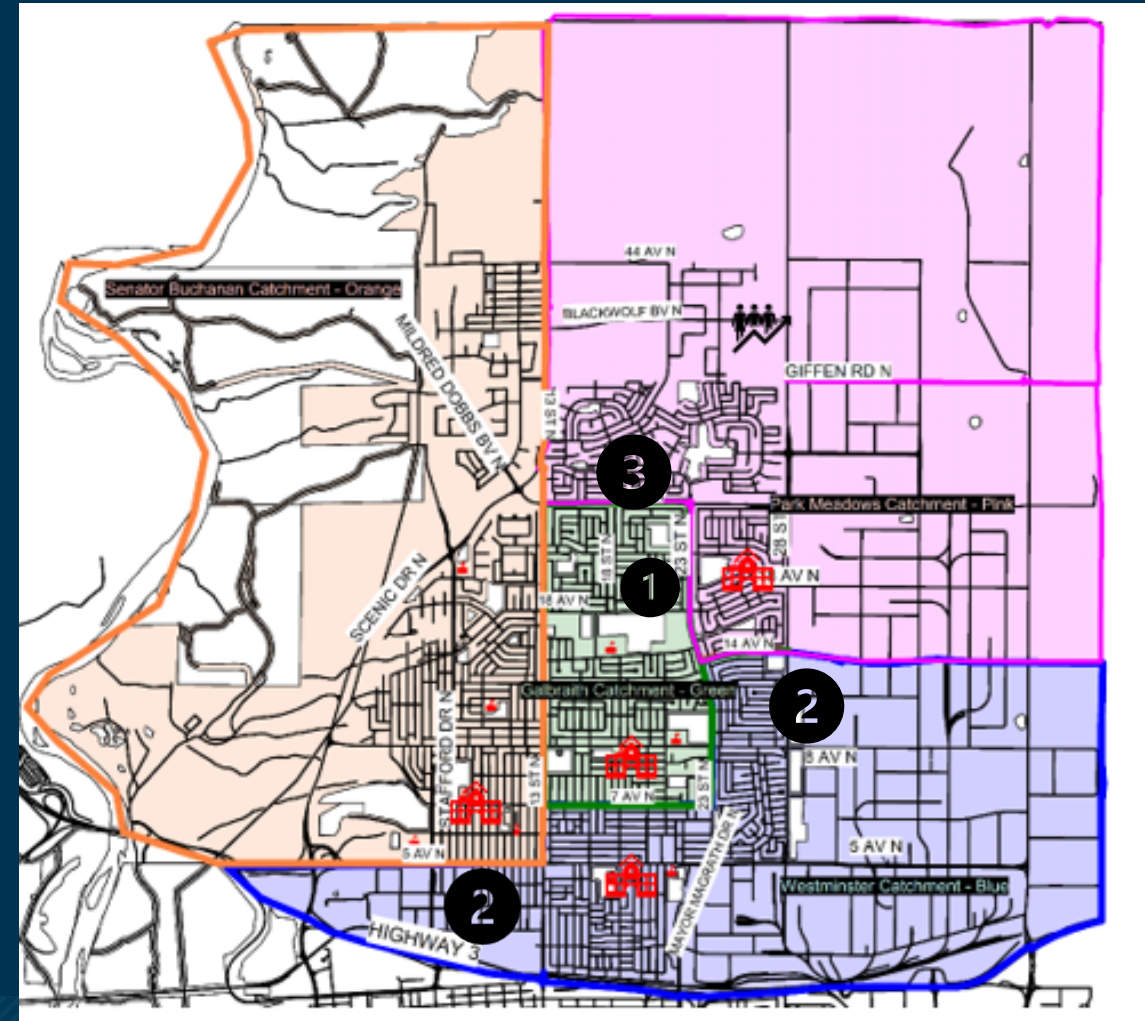 44 AV N
Senator Buchanan Catchment - Orange
BLACKWOLF BV N
MILDRED DOBBS BV N
GIFFEN RD N
13 ST N
3
Park Meadows Catchment - Pink
18 ST N
23 ST N
28 ST
AV N
1
18 AV N
SCENIC DR N
14 AV N
Galbraith Catchment - Green
2
STAFFORD DR N
13 ST N
8 AV N
7 AV N
23 ST N
MAYOR MAGRATH DR N
5 AV N
5 AV N
Westminster Catchment - Blue
2
HIGHWAY 3